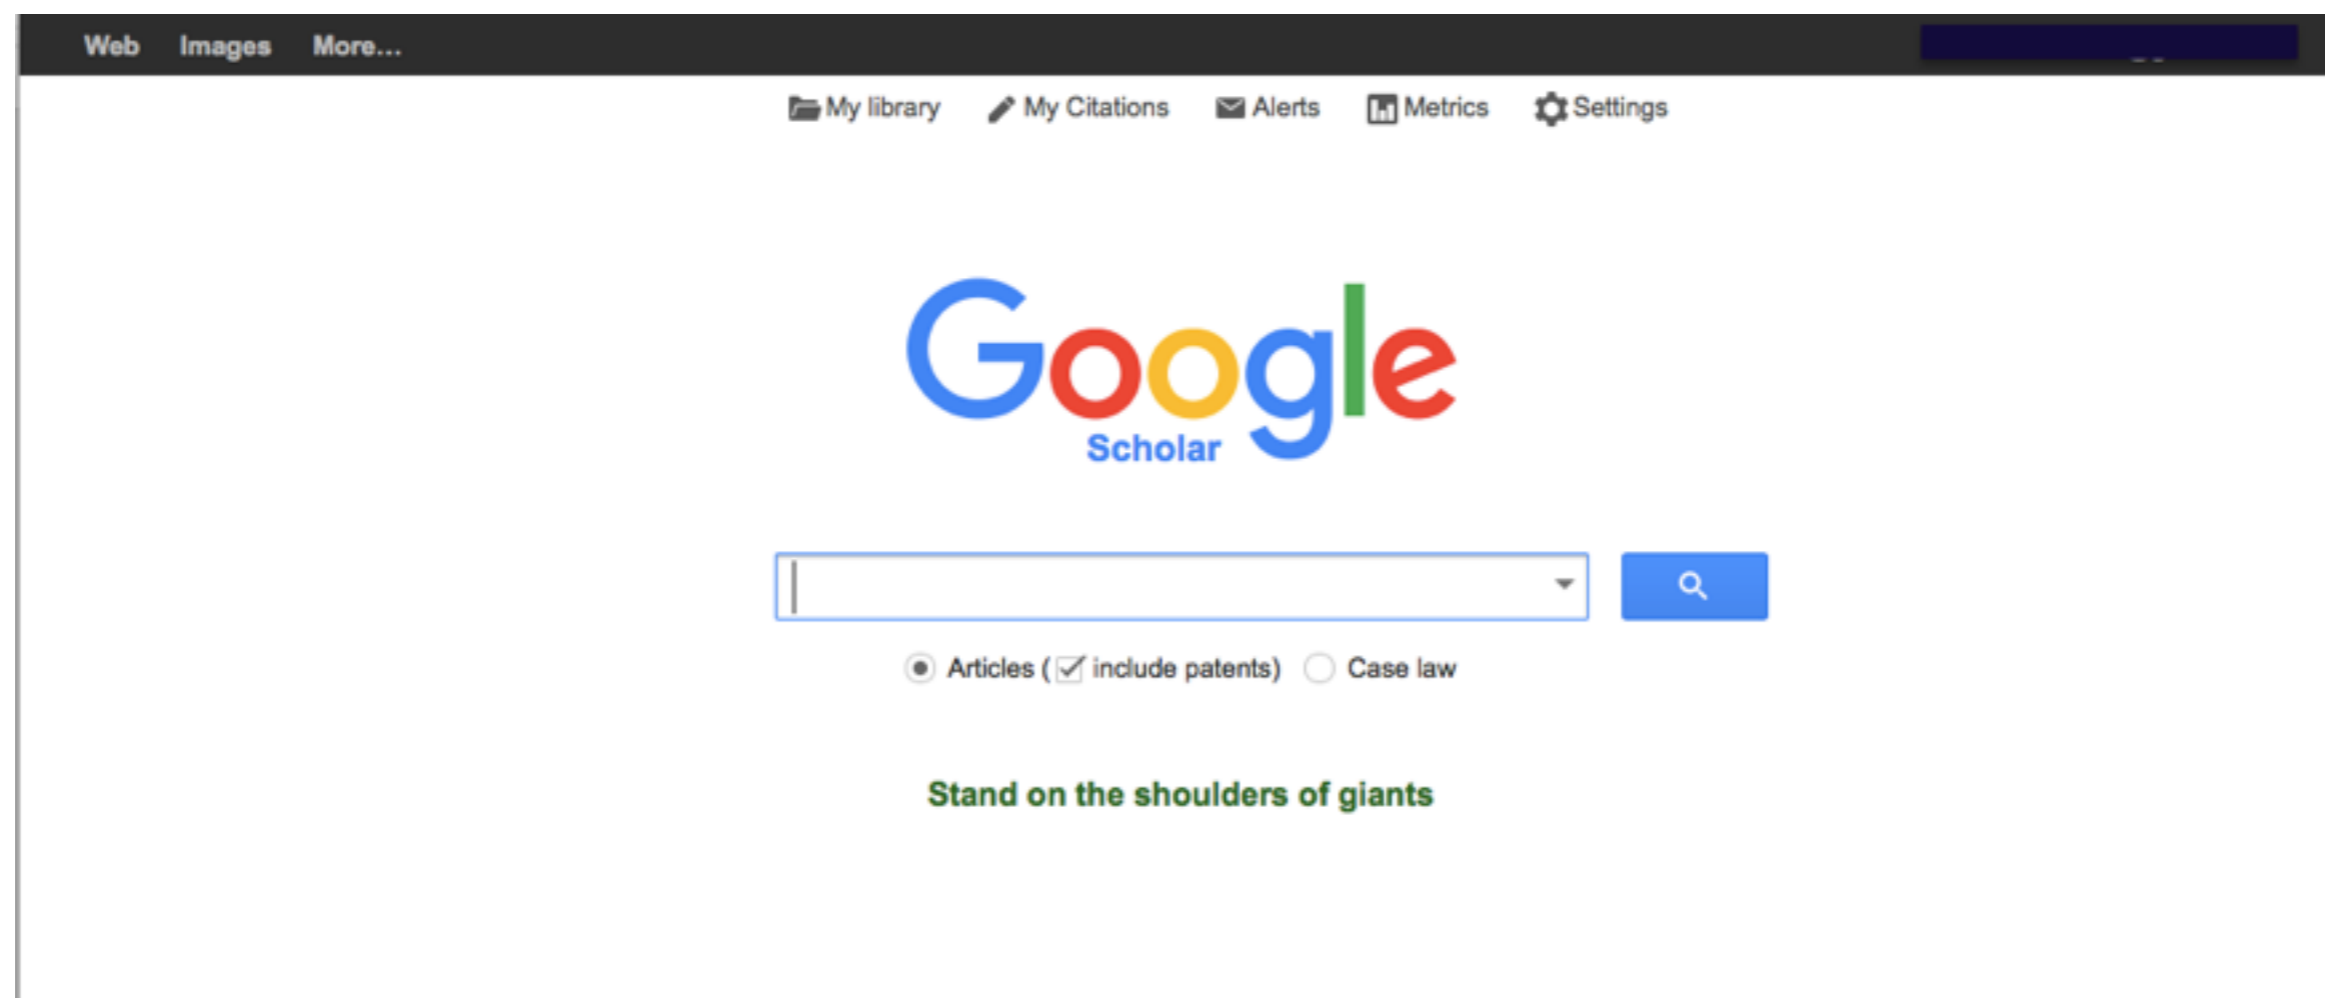 Web Images More...
My library My Citations Alerts Metrics Settings
Google
Scholar
Articles ( include patents) Case law
Stand on the shoulders of giants